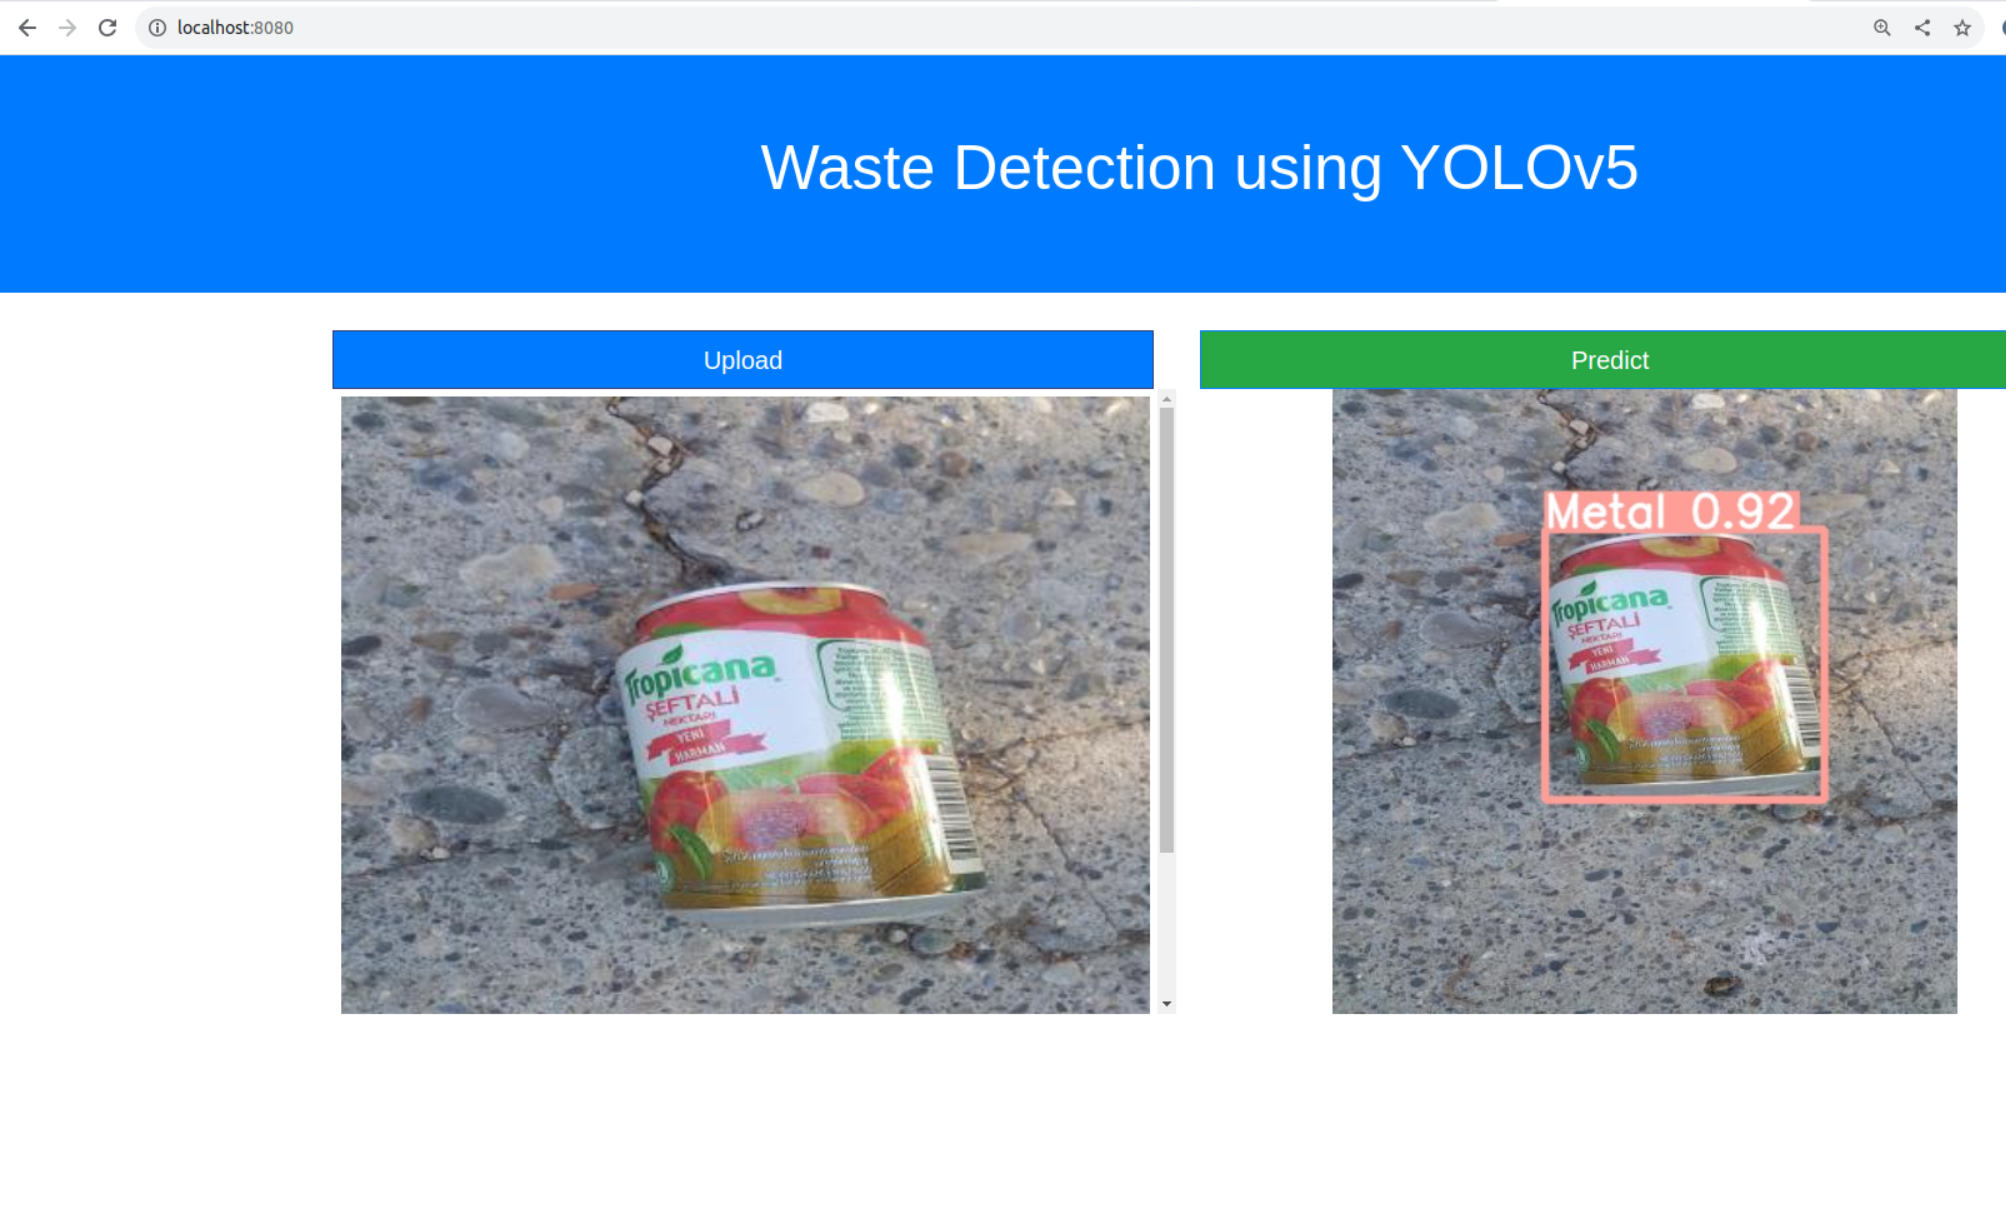 localhost:8080
Waste Detection using YOLOv5
Upload
Predict
Tropicana
ŞEFTALİ
NEKTARI
YENİ
HARMAN
Metal 0.92
Tropicana
ŞEFTALİ
NEKTARI
YENİ
HARMAN